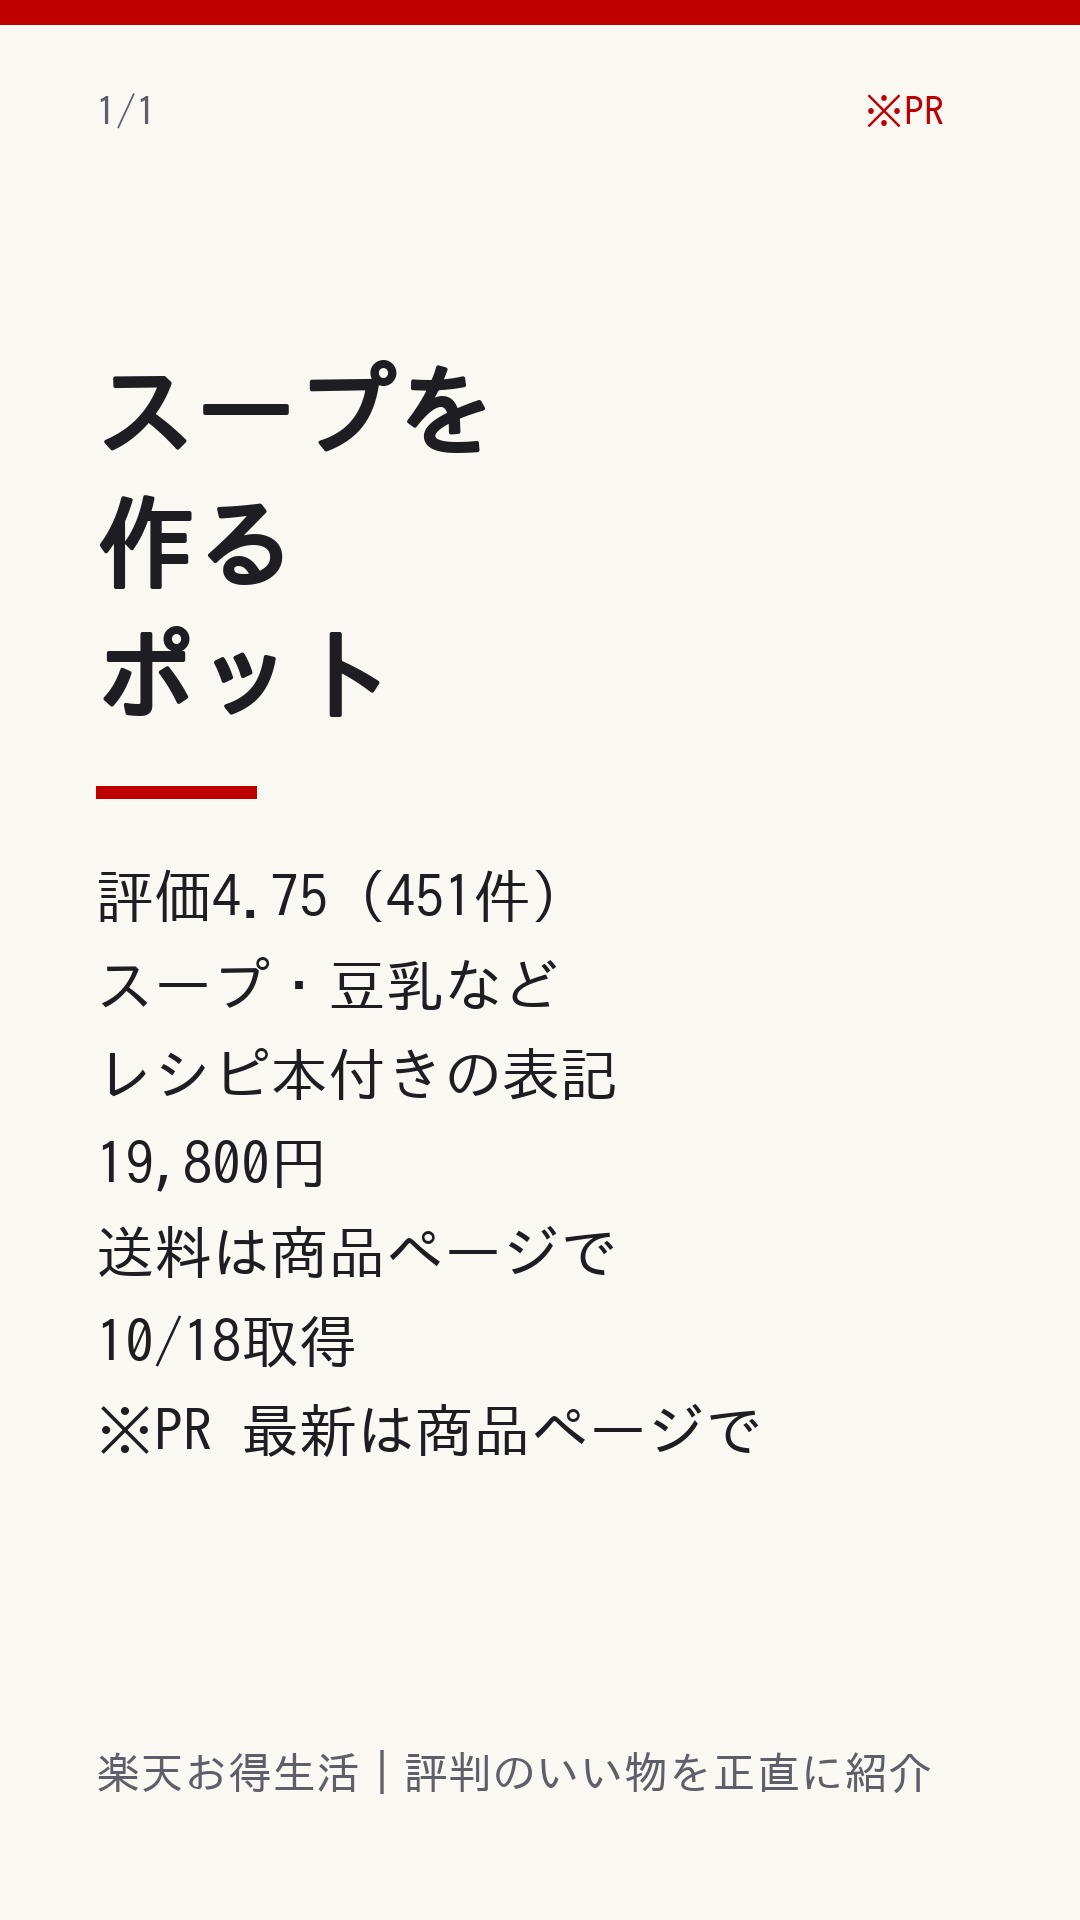 1/1
※PR
スープを
作る
ポット
評価4.75（451件）
スープ・豆乳など
レシピ本付きの表記
19,800円
送料は商品ページで
10/18取得
※PR 最新は商品ページで
楽天お得生活｜評判のいい物を正直に紹介